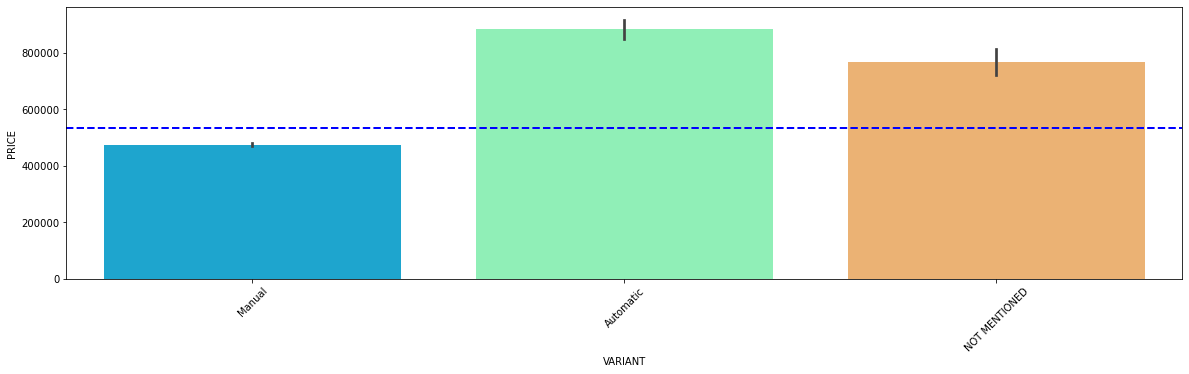 PRICE
800000
600000
400000
200000
0
Manual
Automatic
NOT MENTIONED
VARIANT